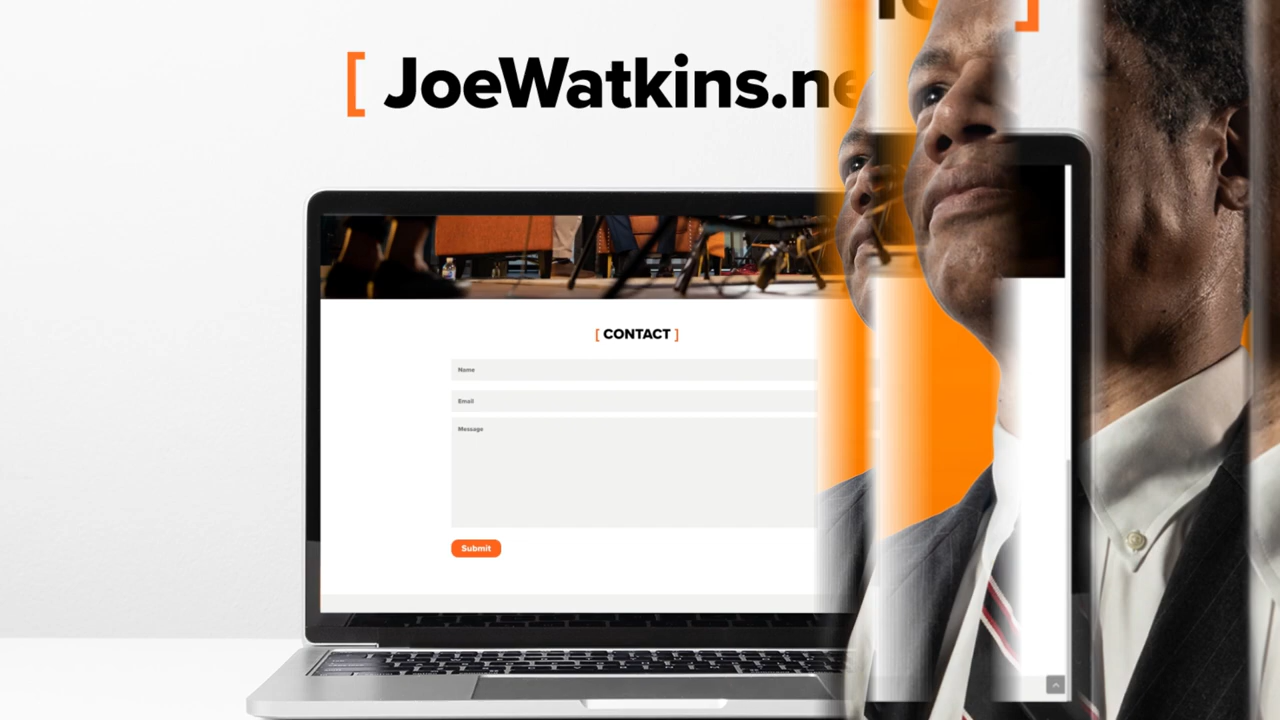 [ JoeWatkins.ne
[ CONTACT ]
Name
Email
Message
Submit